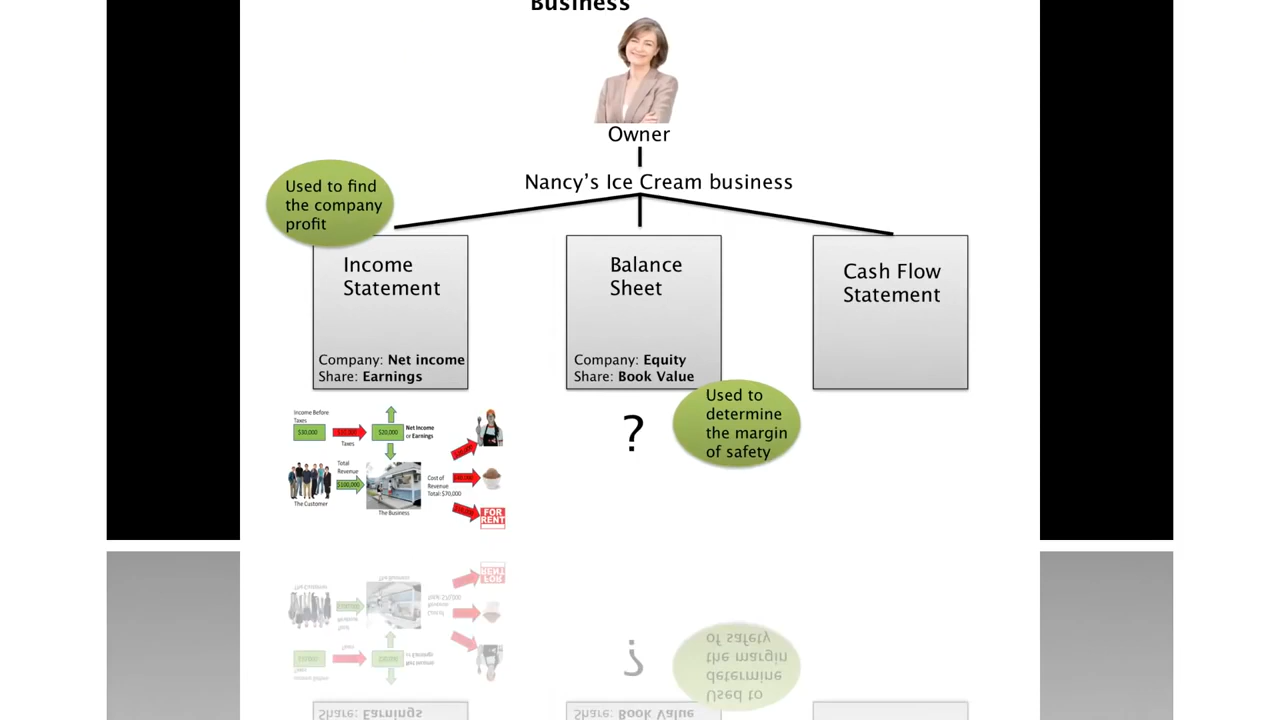 Business
Owner
Nancy's Ice Cream business
Used to find
the company
profit
Income
Statement
Company: Net income
Share: Earnings
Balance
Sheet
Company: Equity
Share: Book Value
Cash Flow
Statement
Used to
determine
the margin
of safety
?
Income Before
Taxes
$30,000
Taxes
$20,000
Net Income
or Earnings
Total
Revenue
$100,000
The Customer
The Business
Cost of
Revenue
Total: $70,000
FOR
RENT